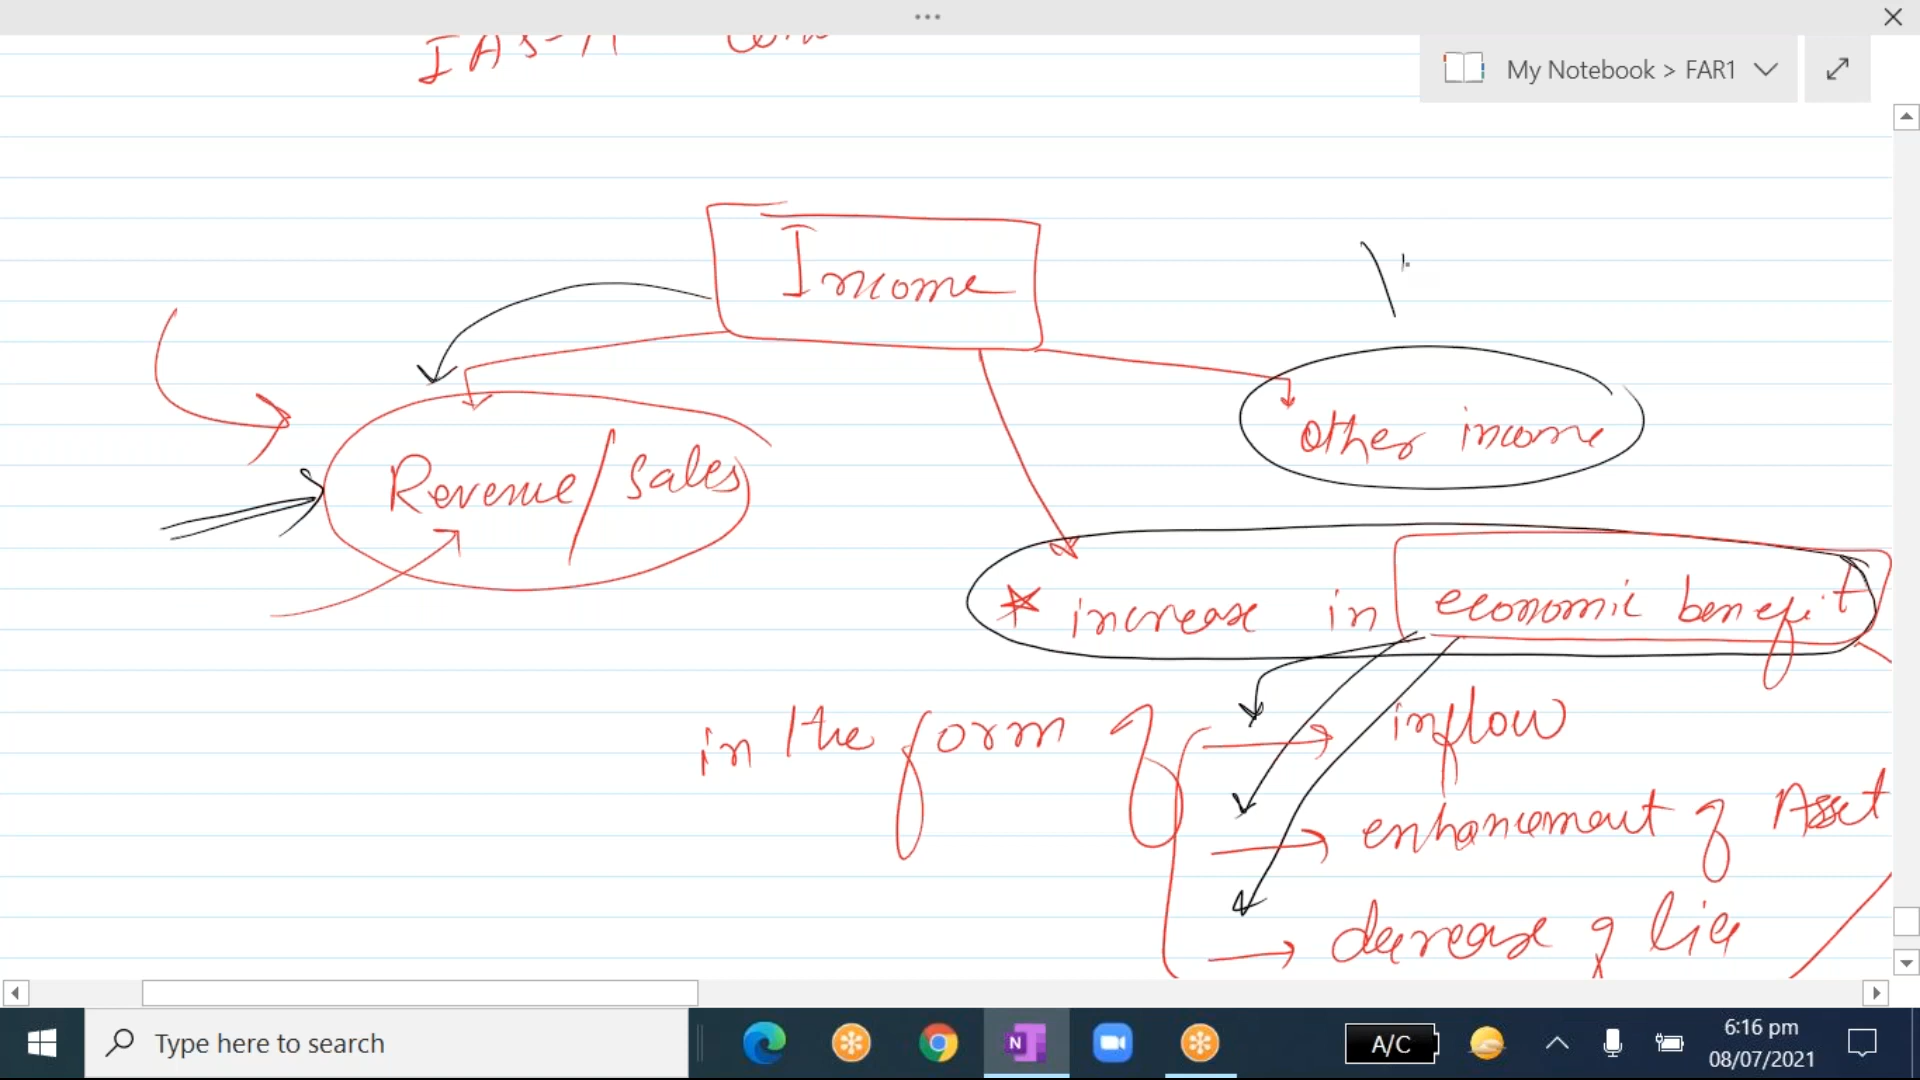 My Notebook > FAR1
Income
other income
Revenue/Sales
* increase in economic benefit
in the form of
→ inflow
→ enhancement of Asset
→ decrease of lia
Type here to search
A/C
6:16 pm
08/07/2021